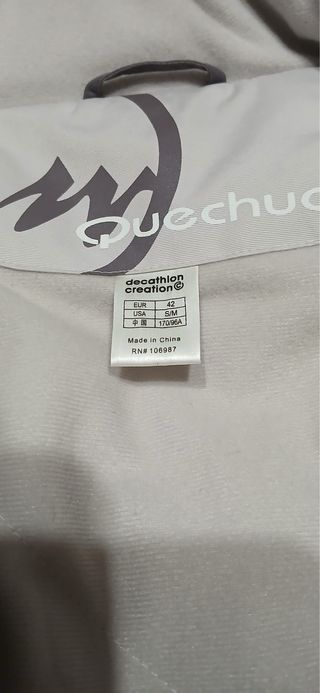 Quechua
decathlon
creation©
EUR 42
USA S/M
中国 170/96A
Made in China
RN# 106987